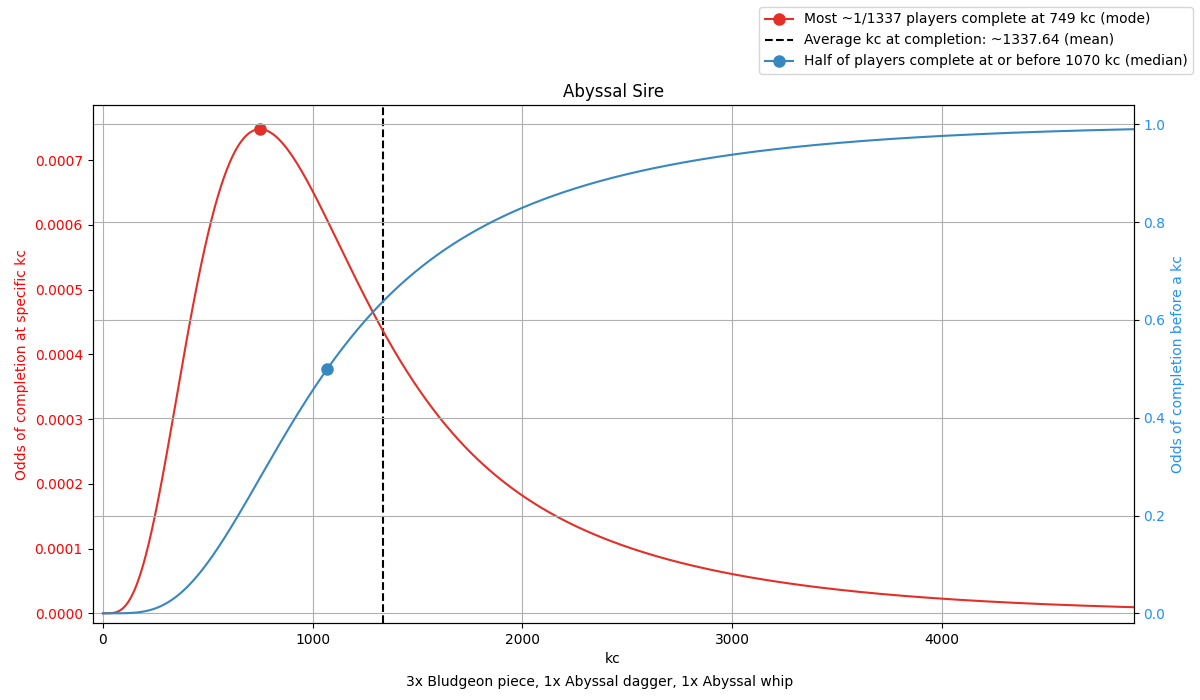 Most ~1/1337 players complete at 749 kc (mode)
Average kc at completion: ~1337.64 (mean)
Half of players complete at or before 1070 kc (median)
Abyssal Sire
Odds of completion at specific kc
0.0007
0.0006
0.0005
0.0004
0.0003
0.0002
0.0001
0.0000
1.0
0.8
0.6
0.4
0.2
0.0
Odds of completion before a kc
0 1000 2000 3000 4000
kc
3x Bludgeon piece, 1x Abyssal dagger, 1x Abyssal whip